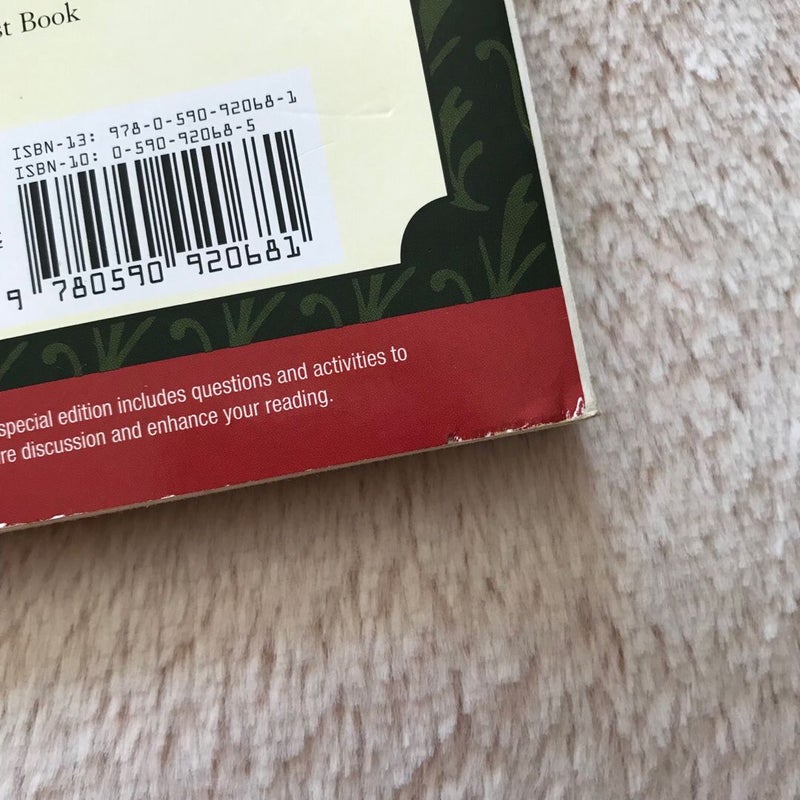 st Book
ISBN-13: 978-0-590-92068-1
ISBN-10: 0-590-92068-5
9 780590 920681
special edition includes questions and activities to
re discussion and enhance your reading.